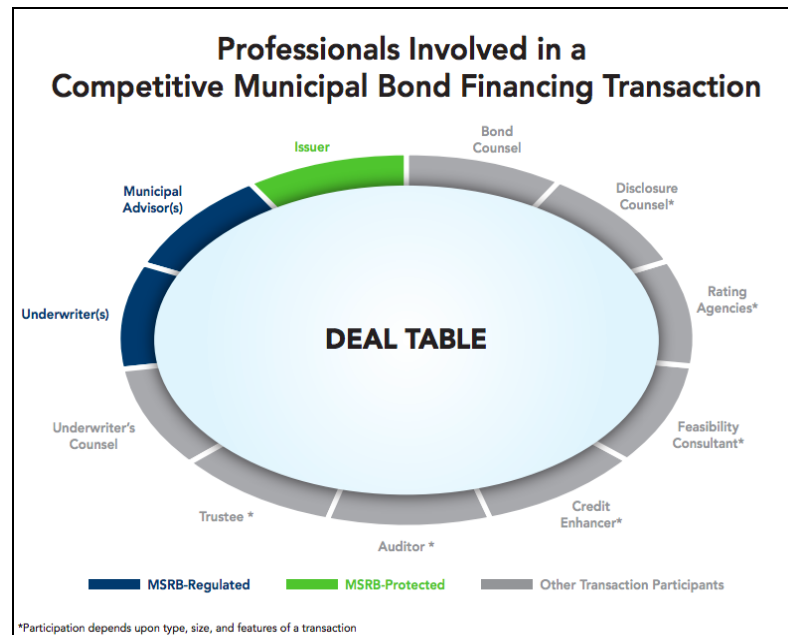 Professionals Involved in a
Competitive Municipal Bond Financing Transaction
Issuer
Bond
Counsel
Disclosure
Counsel*
Rating
Agencies*
Feasibility
Consultant*
Credit
Enhancer*
Auditor *
Trustee *
Underwriter's
Counsel
Underwriter(s)
Municipal
Advisor(s)
DEAL TABLE
MSRB-Regulated
MSRB-Protected
Other Transaction Participants
*Participation depends upon type, size, and features of a transaction